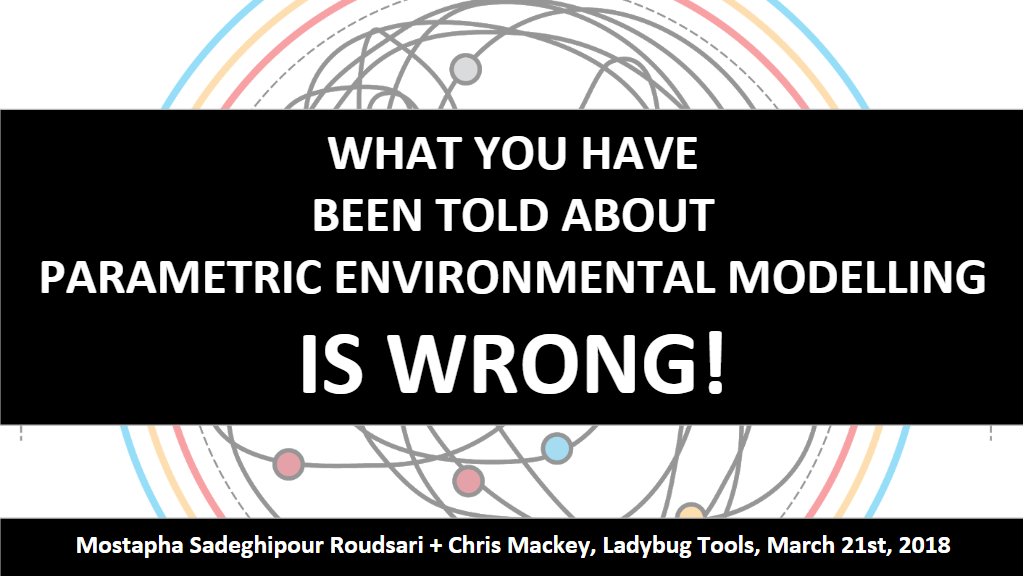 WHAT YOU HAVE
BEEN TOLD ABOUT
PARAMETRIC ENVIRONMENTAL MODELLING
IS WRONG!
Mostapha Sadeghipour Roudsari + Chris Mackey, Ladybug Tools, March 21st, 2018